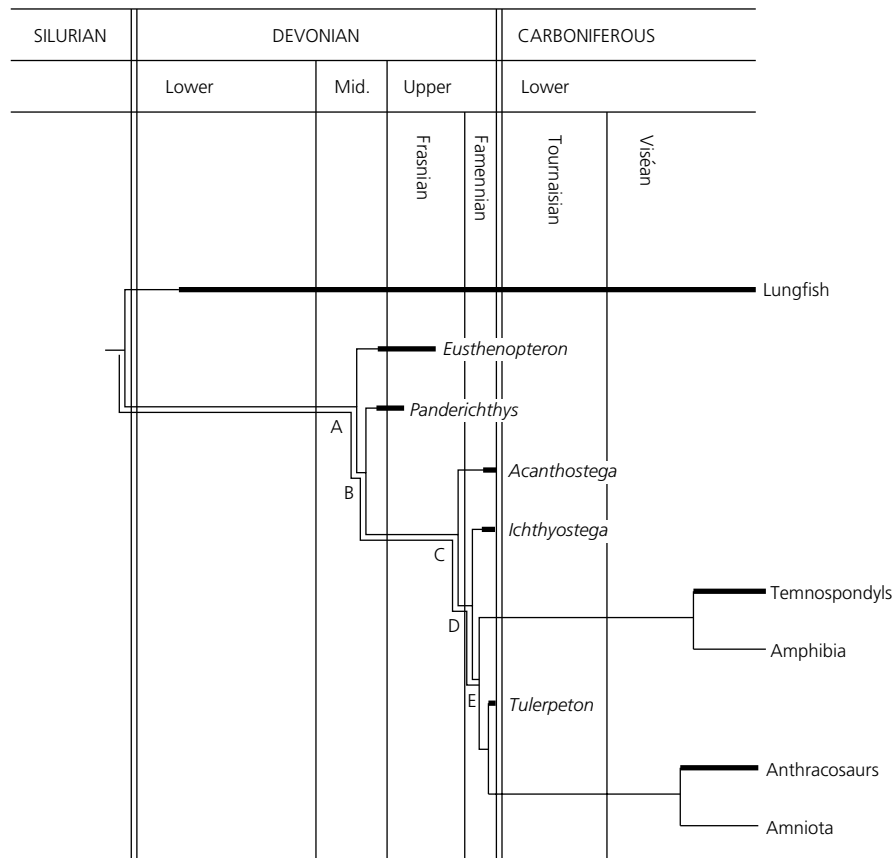 SILURIAN DEVONIAN CARBONIFEROUS
Lower Mid. Upper Lower
Frasnian
Famennian
Tournaisian
Viséan
Lungfish
Eusthenopteron
Panderichthys
A
Acanthostega
B
Ichthyostega
C
Temnospondyls
D
Amphibia
E
Tulerpeton
Anthracosaurs
Amniota